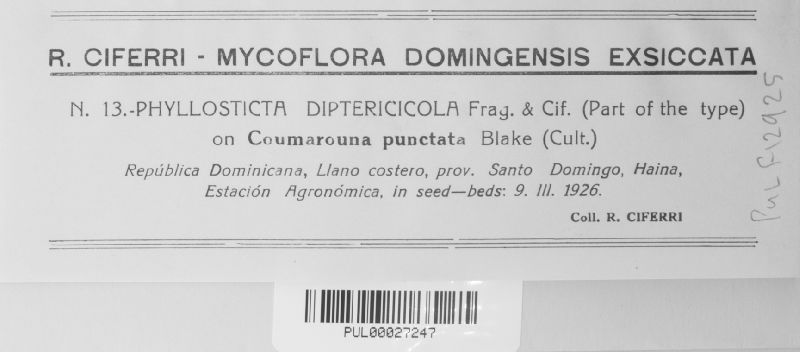 R. CIFERRI - MYCOFLORA DOMINGENSIS EXSICCATA
N. 13.-PHYLLOSTICTA DIPTERICICOLA Frag. & Cif. (Part of the type)
on Coumarouna punctata Blake (Cult.)
República Dominicana, Llano costero, prov. Santo Domingo, Haina,
Estación Agronómica, in seed—beds: 9. III. 1926.
Coll. R. CIFERRI
PUL F12925
PUL00027247